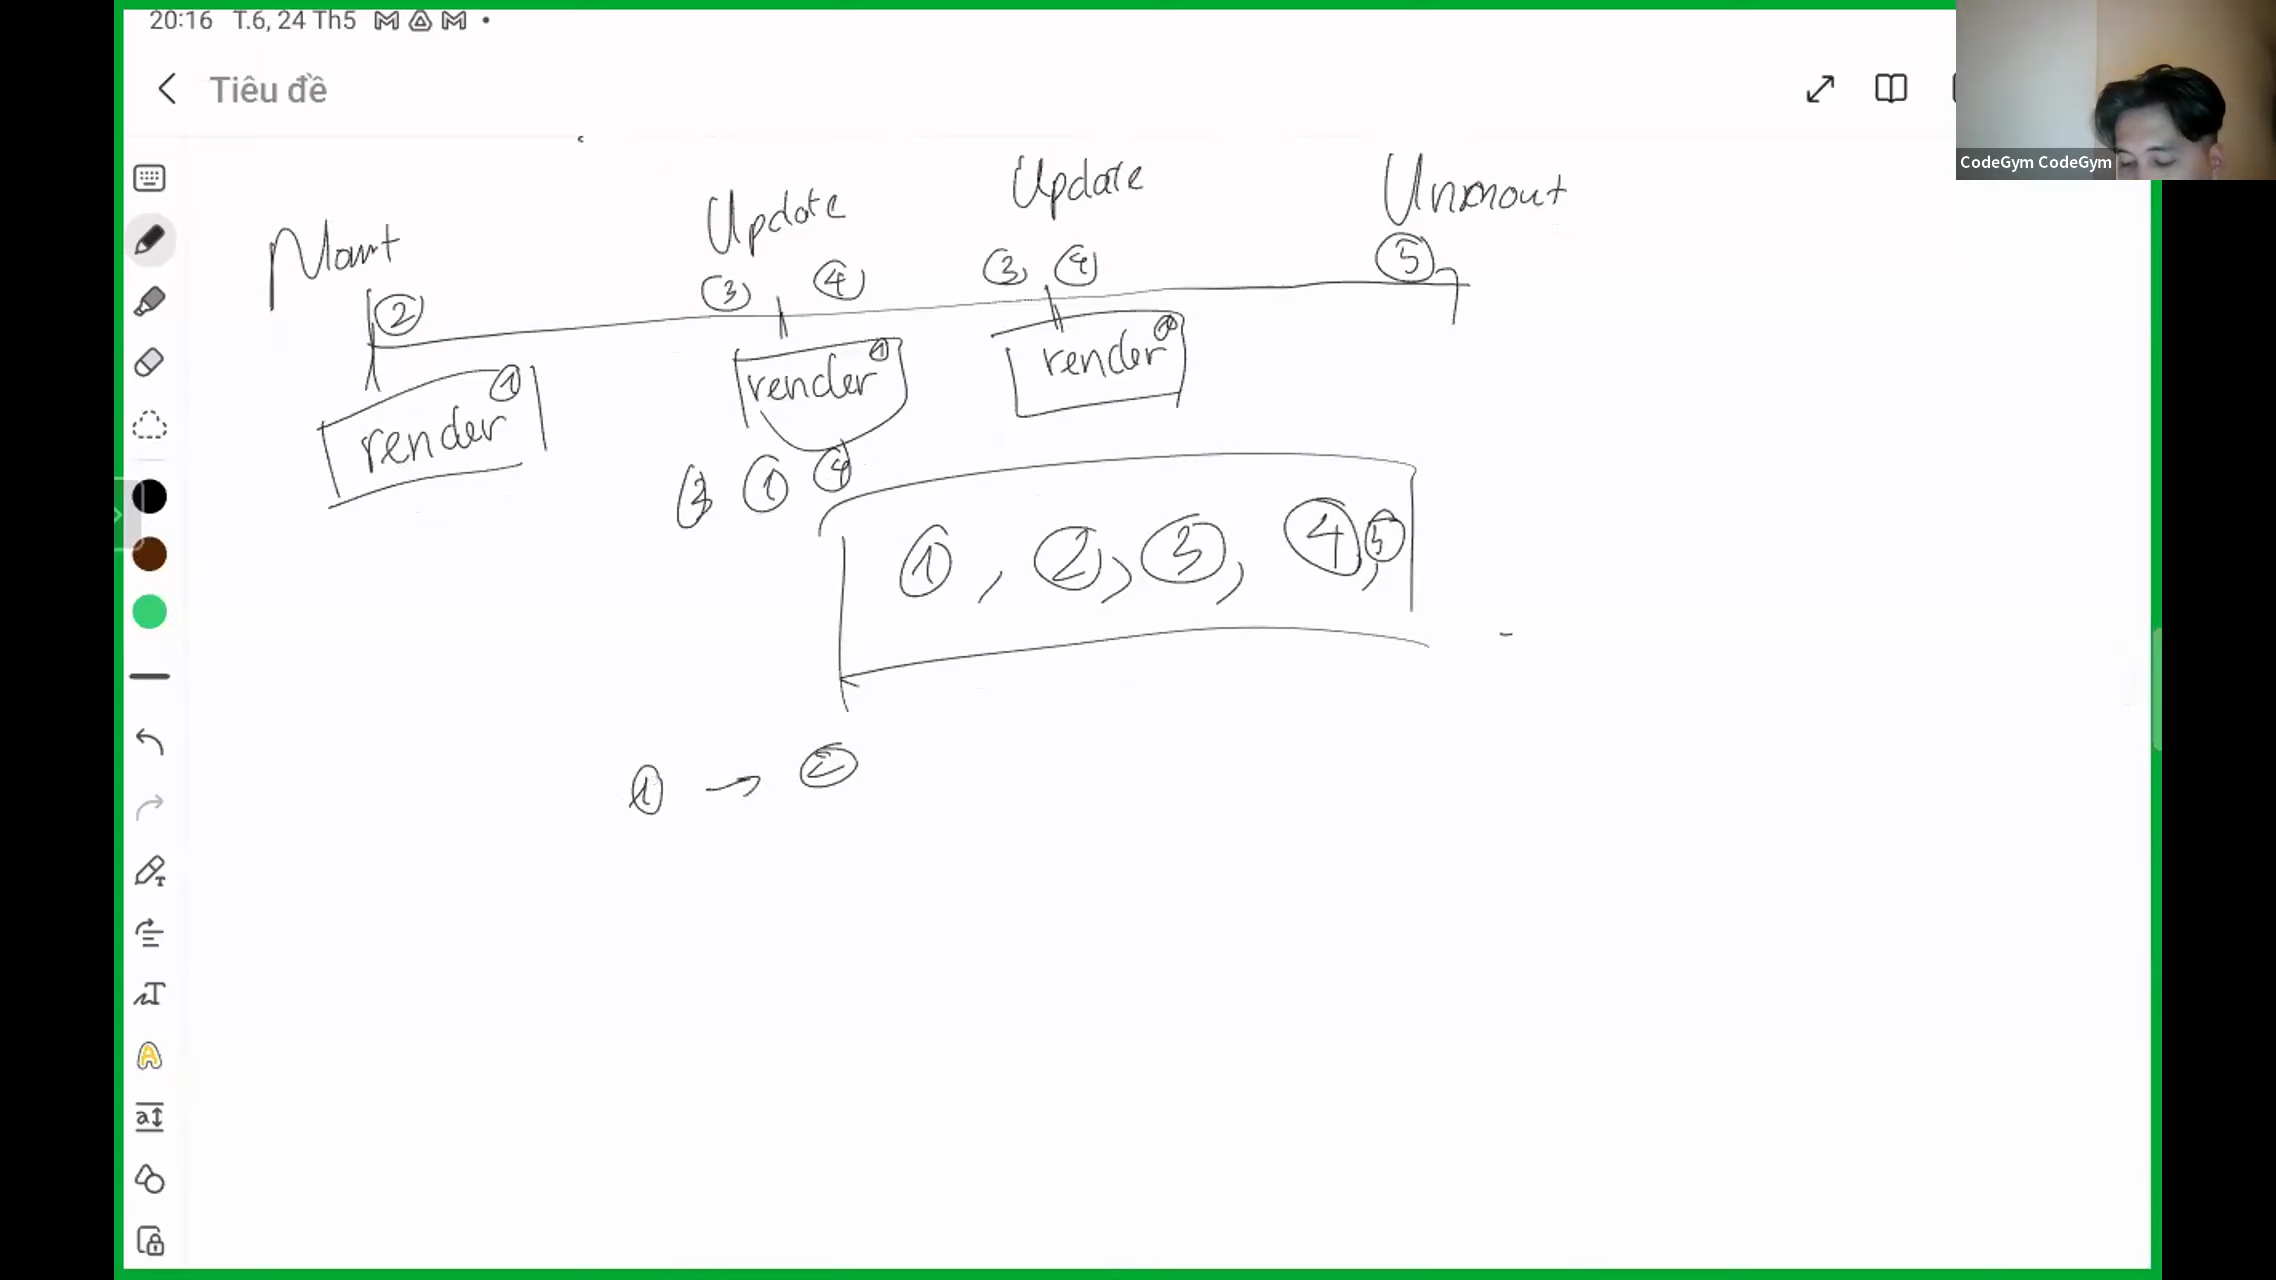 20:16 T.6, 24 Th5
Tiêu đề
CodeGym CodeGym
Mount Update Update Unmout
② ③ ④ ③ ④ ⑤
render ① render ① render ①
③ ① ④
①, ②, ③, ④, ⑤
① → ②